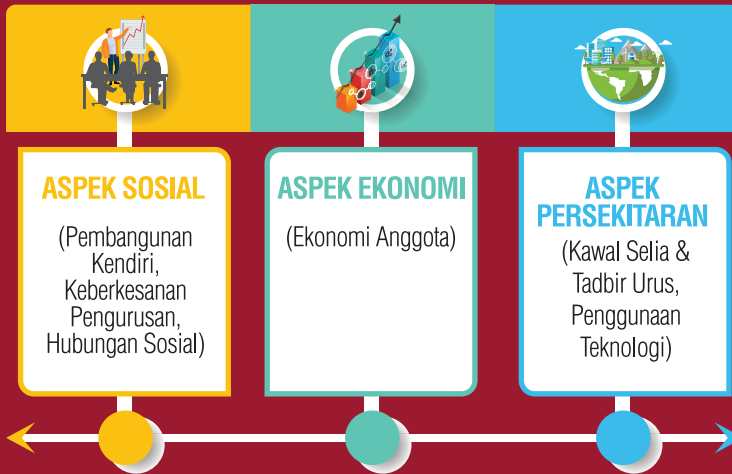 ASPEK SOSIAL
(Pembangunan
Kendiri,
Keberkesanan
Pengurusan,
Hubungan Sosial)
ASPEK EKONOMI
(Ekonomi Anggota)
ASPEK
PERSEKITARAN
(Kawal Selia &
Tadbir Urus,
Penggunaan
Teknologi)